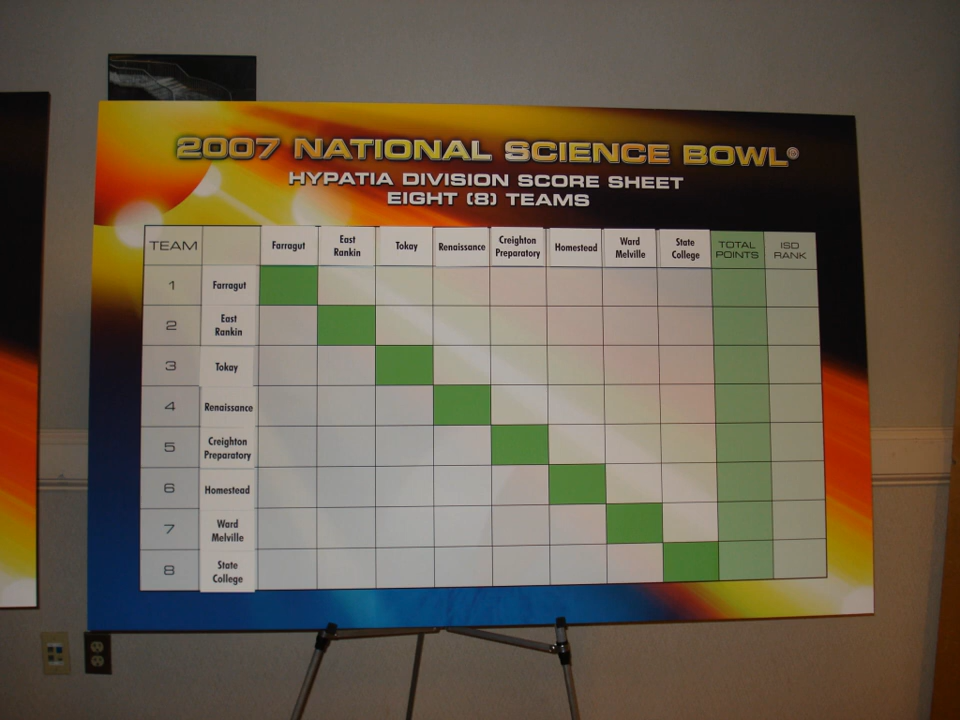 2007 NATIONAL SCIENCE BOWL®
HYPATIA DIVISION SCORE SHEET
EIGHT (8) TEAMS
TEAM Farragut East Rankin Tokay Renaissance Creighton Preparatory Homestead Ward Melville State College TOTAL POINTS ISD RANK
1 Farragut
2 East Rankin
3 Tokay
4 Renaissance
5 Creighton Preparatory
6 Homestead
7 Ward Melville
8 State College